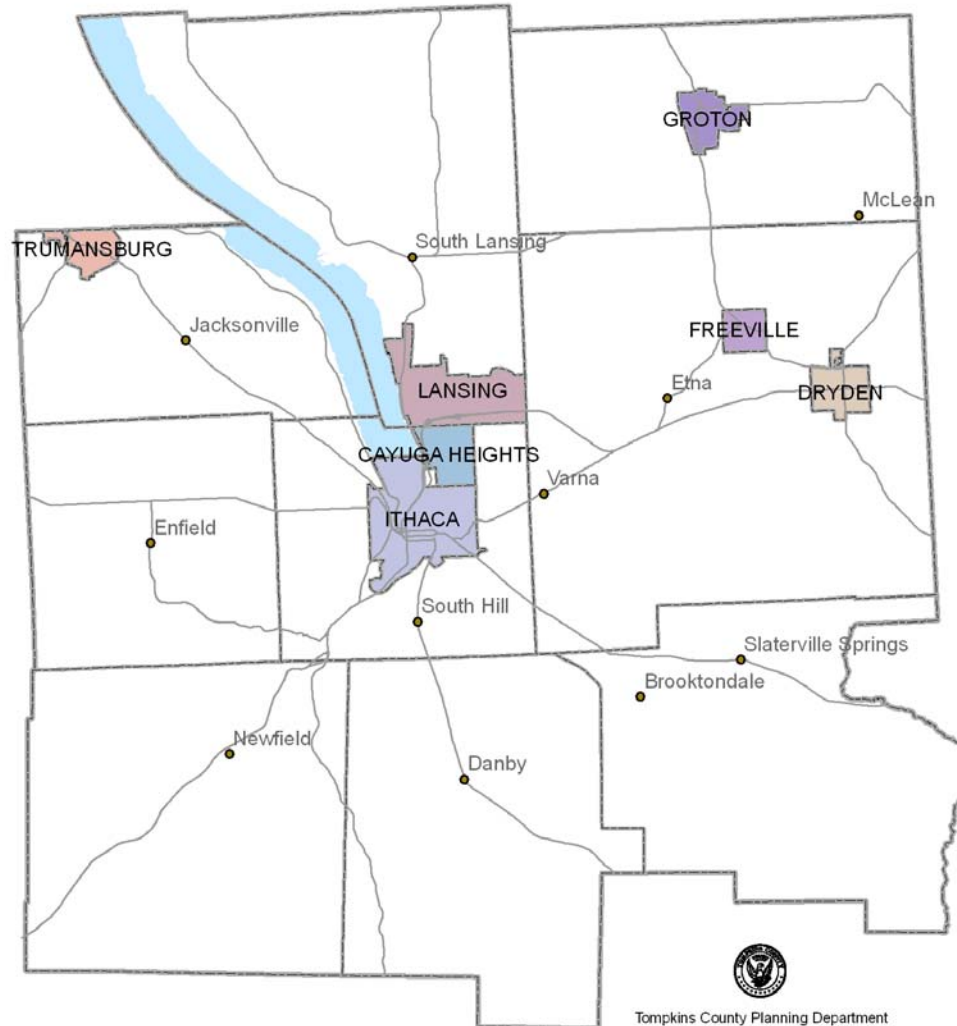 GROTON
McLean
TRUMANSBURG
South Lansing
Jacksonville
FREEVILLE
LANSING
Etna
DRYDEN
CAYUGA HEIGHTS
Varna
ITHACA
Enfield
South Hill
Slaterville Springs
Brooktondale
Newfield
Danby
Tompkins County Planning Department